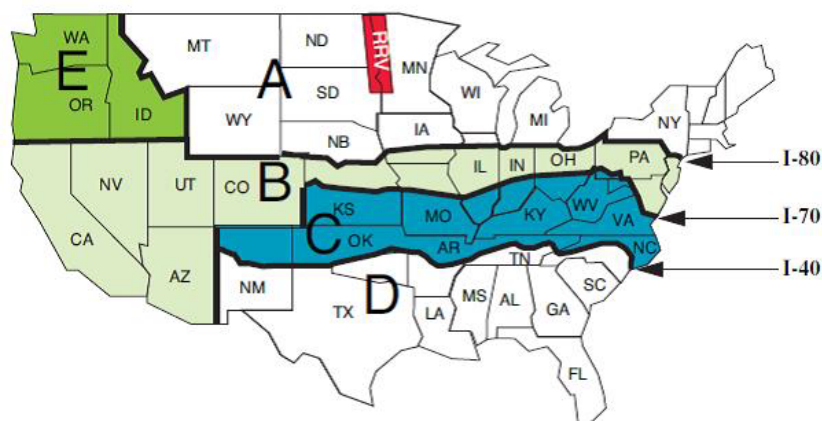 WA
MT
ND
RRV
MN
E
A
OR
ID
WY
SD
WI
MI
NY
NB
IA
I-80
NV
UT
CO
B
IL
IN
OH
PA
CA
KS
MO
KY
WV
VA
I-70
C
OK
AR
TN
NC
I-40
AZ
NM
D
TX
MS
AL
SC
LA
GA
FL